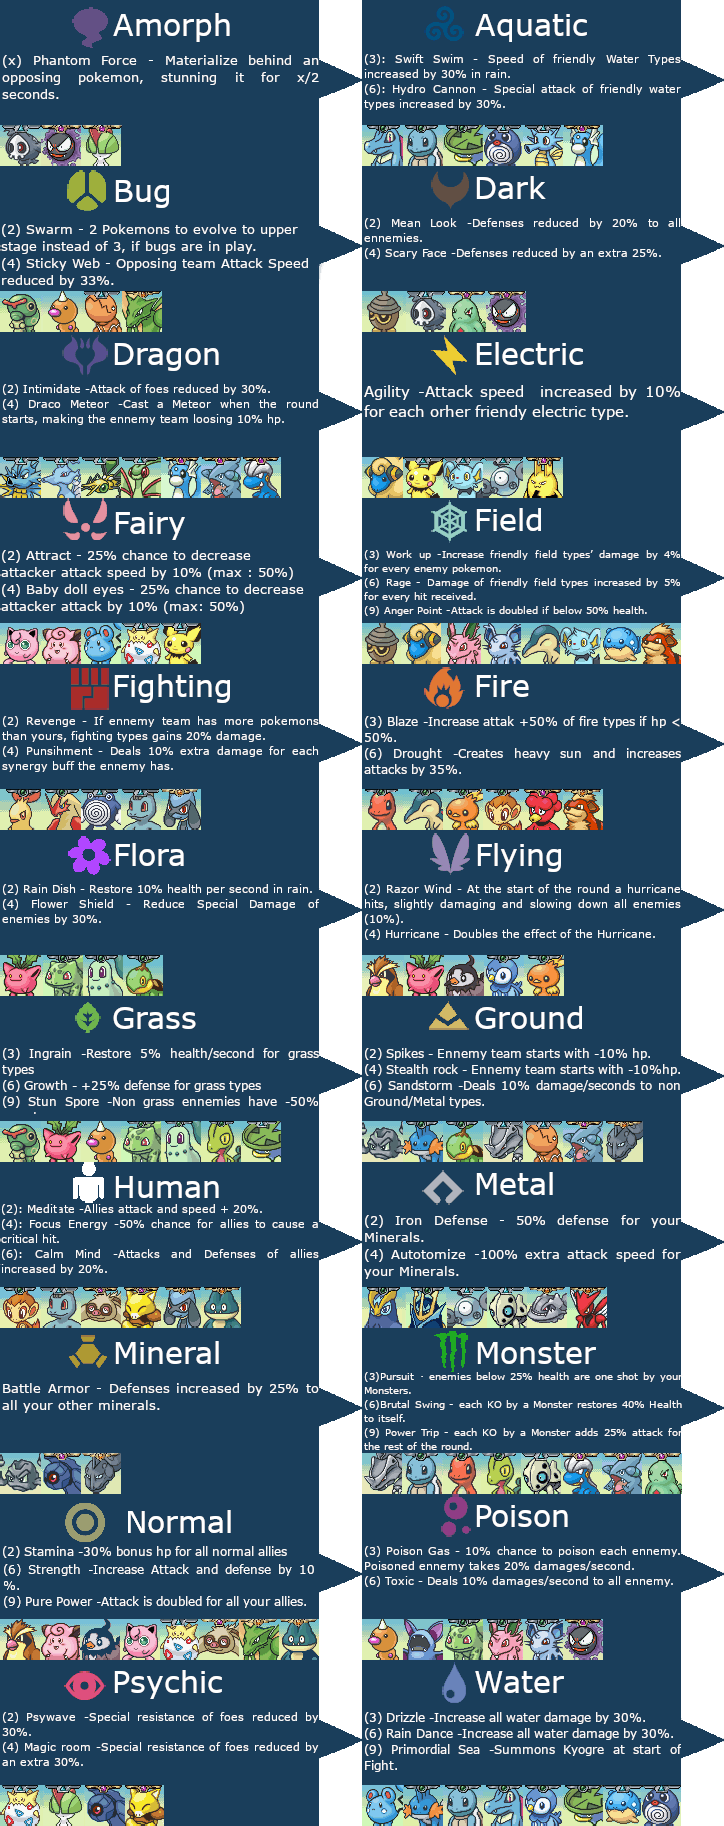 Amorph
(x) Phantom Force - Materialize behind an
opposing pokemon, stunning it for x/2
seconds.
Aquatic
(3): Swift Swim - Speed of friendly Water Types
increased by 30% in rain.
(6): Hydro Cannon - Special attack of friendly water
types increased by 30%.
Bug
(2) Swarm - 2 Pokemons to evolve to upper
stage instead of 3, if bugs are in play.
(4) Sticky Web - Opposing team Attack Speed
reduced by 33%.
Dark
(2) Mean Look -Defenses reduced by 20% to all
ennemies.
(4) Scary Face -Defenses reduced by an extra 25%.
Dragon
(2) Intimidate -Attack of foes reduced by 30%.
(4) Draco Meteor -Cast a Meteor when the round
starts, making the ennemy team loosing 10% hp.
Electric
Agility -Attack speed increased by 10%
for each orher friendy electric type.
Fairy
(2) Attract - 25% chance to decrease
attacker attack speed by 10% (max : 50%)
(4) Baby doll eyes - 25% chance to decrease
attacker attack by 10% (max: 50%)
Field
(3) Work up -Increase friendly field types' damage by 4%
for every enemy pokemon.
(6) Rage - Damage of friendly field types increased by 5%
for every hit received.
(9) Anger Point -Attack is doubled if below 50% health.
Fighting
(2) Revenge - If ennemy team has more pokemons
than yours, fighting types gains 20% damage.
(4) Punsihment - Deals 10% extra damage for each
synergy buff the ennemy has.
Fire
(3) Blaze -Increase attak +50% of fire types if hp <
50%.
(6) Drought -Creates heavy sun and increases
attacks by 35%.
Flora
(2) Rain Dish - Restore 10% health per second in rain.
(4) Flower Shield - Reduce Special Damage of
enemies by 30%.
Flying
(2) Razor Wind - At the start of the round a hurricane
hits, slightly damaging and slowing down all enemies
(10%).
(4) Hurricane - Doubles the effect of the Hurricane.
Grass
(3) Ingrain -Restore 5% health/second for grass
types
(6) Growth - +25% defense for grass types
(9) Stun Spore -Non grass ennemies have -50%
Ground
(2) Spikes - Ennemy team starts with -10% hp.
(4) Stealth rock - Ennemy team starts with -10%hp.
(6) Sandstorm -Deals 10% damage/seconds to non
Ground/Metal types.
Human
(2): Meditate -Allies attack and speed + 20%.
(4): Focus Energy -50% chance for allies to cause a
critical hit.
(6): Calm Mind -Attacks and Defenses of allies
increased by 20%.
Metal
(2) Iron Defense - 50% defense for your
Minerals.
(4) Autotomize -100% extra attack speed for
your Minerals.
Mineral
Battle Armor - Defenses increased by 25% to
all your other minerals.
Monster
(3)Pursuit - enemies below 25% health are one shot by your
Monsters.
(6)Brutal Swing - each KO by a Monster restores 40% Health
to itself.
(9) Power Trip - each KO by a Monster adds 25% attack for
the rest of the round.
Normal
(2) Stamina -30% bonus hp for all normal allies
(6) Strength -Increase Attack and defense by 10
%.
(9) Pure Power -Attack is doubled for all your allies.
Poison
(3) Poison Gas - 10% chance to poison each ennemy.
Poisoned ennemy takes 20% damages/second.
(6) Toxic - Deals 10% damages/second to all ennemy.
Psychic
(2) Psywave -Special resistance of foes reduced by
30%.
(4) Magic room -Special resistance of foes reduced by
an extra 30%.
Water
(3) Drizzle -Increase all water damage by 30%.
(6) Rain Dance -Increase all water damage by 30%.
(9) Primordial Sea -Summons Kyogre at start of
Fight.